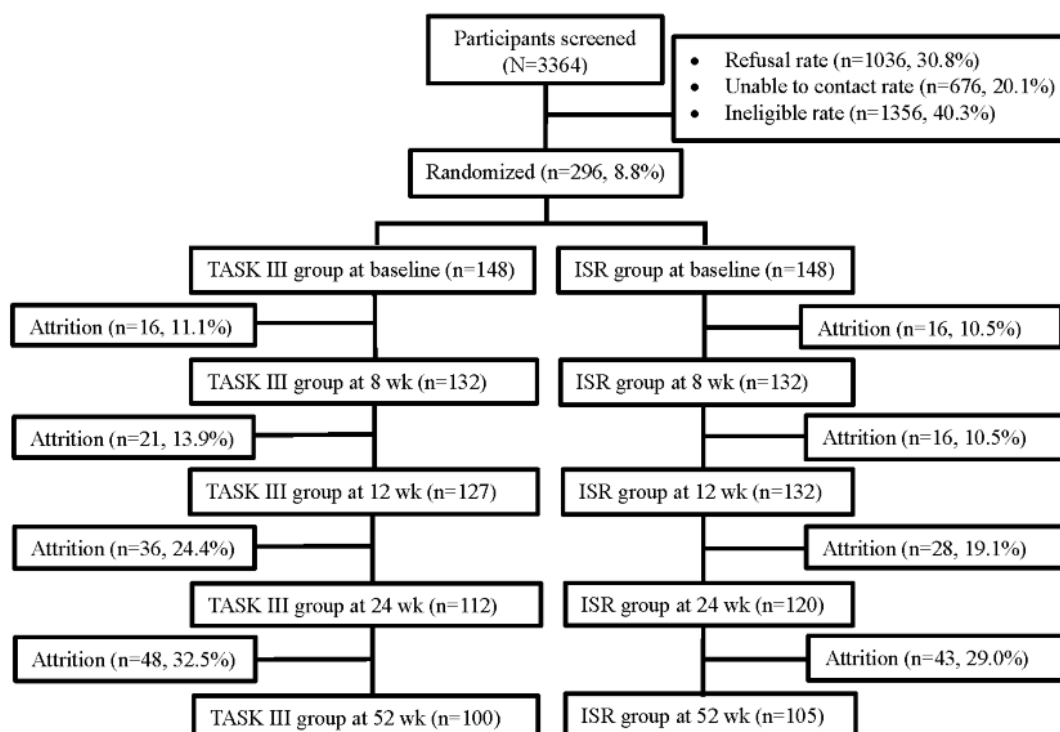 Participants screened
(N=3364)
• Refusal rate (n=1036, 30.8%)
• Unable to contact rate (n=676, 20.1%)
• Ineligible rate (n=1356, 40.3%)
Randomized (n=296, 8.8%)
TASK III group at baseline (n=148)
ISR group at baseline (n=148)
Attrition (n=16, 11.1%)
Attrition (n=16, 10.5%)
TASK III group at 8 wk (n=132)
ISR group at 8 wk (n=132)
Attrition (n=21, 13.9%)
Attrition (n=16, 10.5%)
TASK III group at 12 wk (n=127)
ISR group at 12 wk (n=132)
Attrition (n=36, 24.4%)
Attrition (n=28, 19.1%)
TASK III group at 24 wk (n=112)
ISR group at 24 wk (n=120)
Attrition (n=48, 32.5%)
Attrition (n=43, 29.0%)
TASK III group at 52 wk (n=100)
ISR group at 52 wk (n=105)